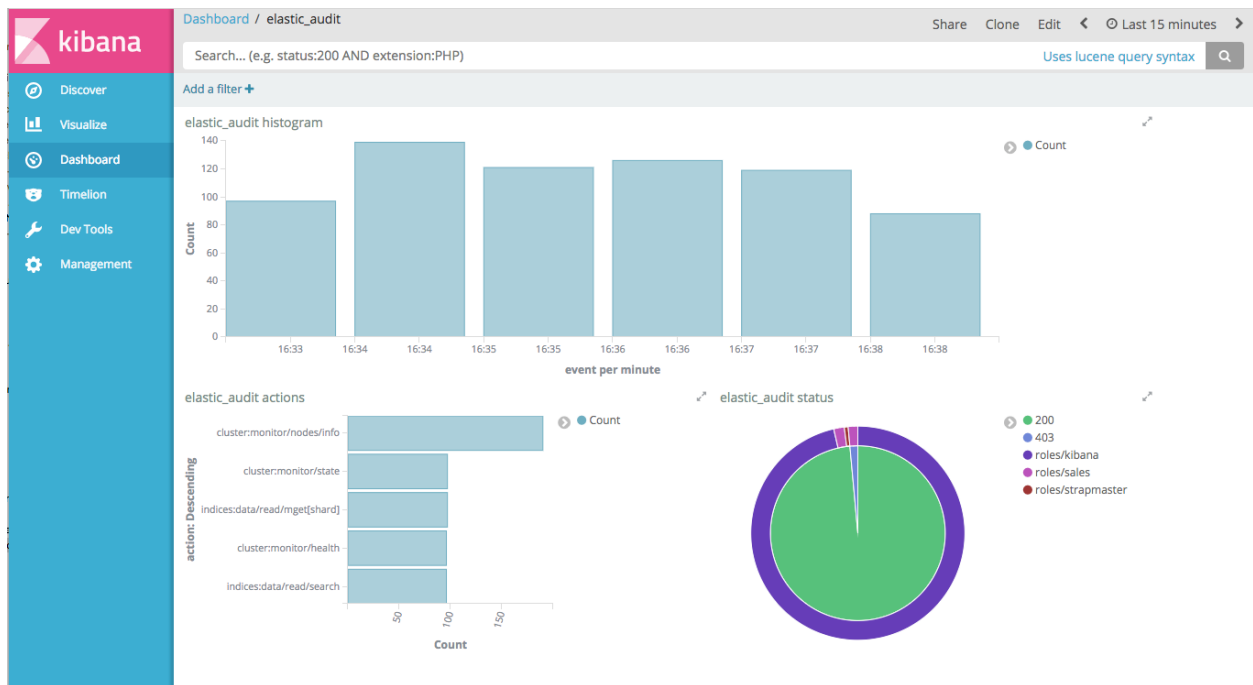 kibana
Discover
Visualize
Dashboard
Timelion
Dev Tools
Management
Dashboard / elastic_audit
Share Clone Edit Last 15 minutes
Search... (e.g. status:200 AND extension:PHP)
Uses lucene query syntax
Add a filter +
elastic_audit histogram
Count
140
120
100
80
60
40
20
0
Count
16:33 16:34 16:34 16:35 16:35 16:36 16:36 16:37 16:37 16:38 16:38
event per minute
elastic_audit actions
Count
action: Descending
cluster:monitor/nodes/info
cluster:monitor/state
indices:data/read/mget[shard]
cluster:monitor/health
indices:data/read/search
50 100 150
Count
elastic_audit status
200
403
roles/kibana
roles/sales
roles/strapmaster